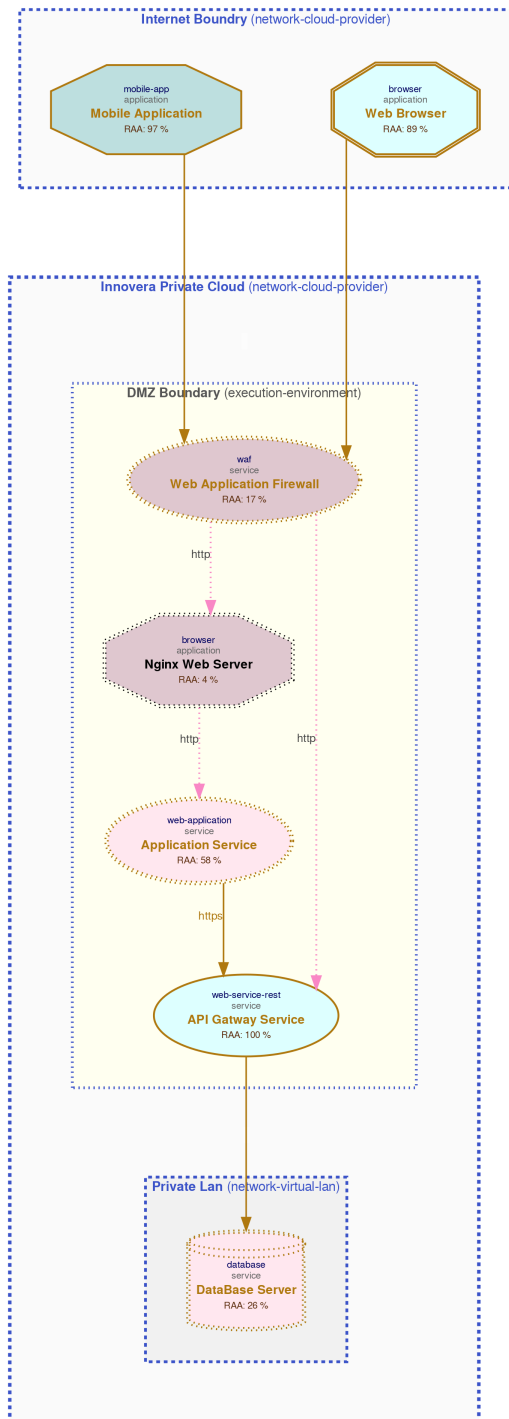 Internet Boundry (network-cloud-provider)
mobile-app
application
Mobile Application
RAA: 97 %
browser
application
Web Browser
RAA: 89 %
Innovera Private Cloud (network-cloud-provider)
DMZ Boundary (execution-environment)
waf
service
Web Application Firewall
RAA: 17 %
http
browser
application
Nginx Web Server
RAA: 4 %
http
http
web-application
service
Application Service
RAA: 58 %
https
web-service-rest
service
API Gatway Service
RAA: 100 %
Private Lan (network-virtual-lan)
database
service
DataBase Server
RAA: 26 %